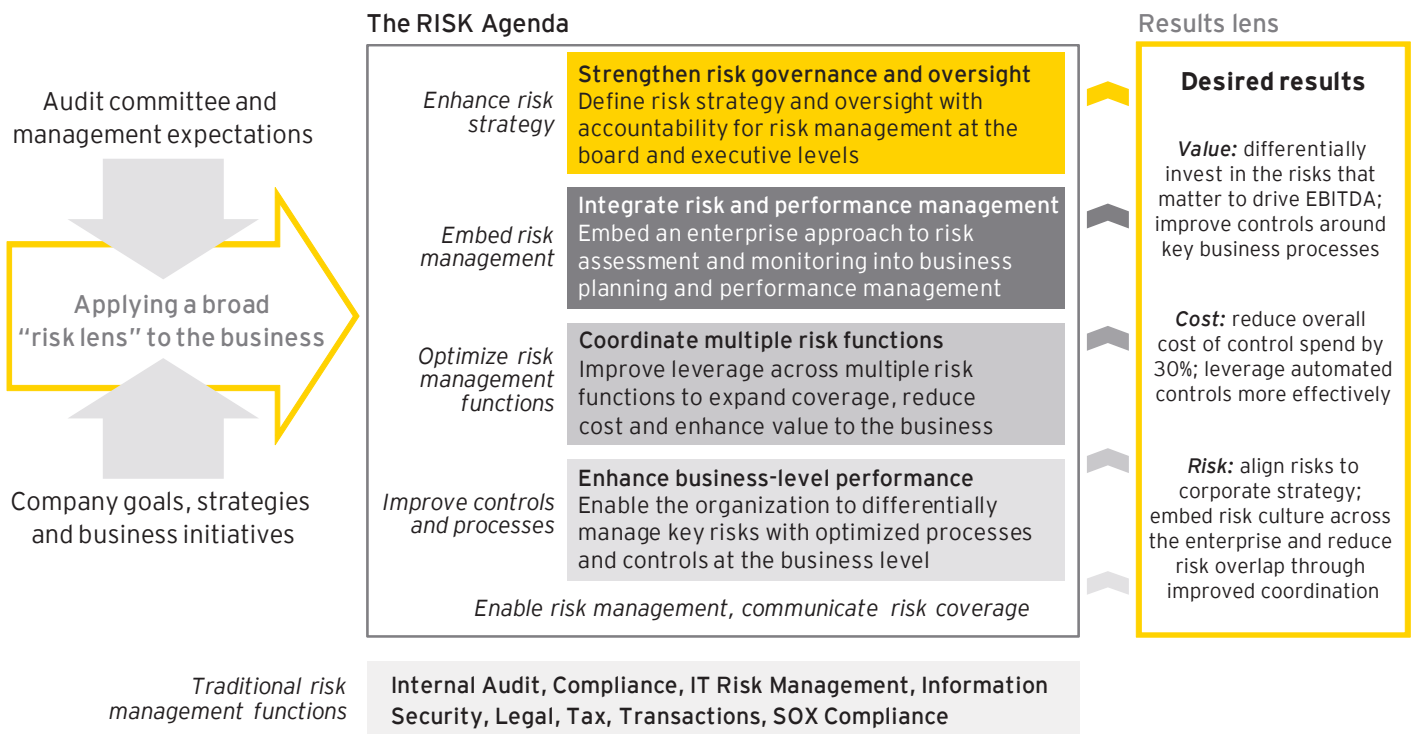 The RISK Agenda
Results lens
Audit committee and
management expectations
Applying a broad
“risk lens” to the business
Company goals, strategies
and business initiatives
Enhance risk
strategy
Strengthen risk governance and oversight
Define risk strategy and oversight with
accountability for risk management at the
board and executive levels
Embed risk
management
Integrate risk and performance management
Embed an enterprise approach to risk
assessment and monitoring into business
planning and performance management
Optimize risk
management
functions
Coordinate multiple risk functions
Improve leverage across multiple risk
functions to expand coverage, reduce
cost and enhance value to the business
Improve controls
and processes
Enhance business-level performance
Enable the organization to differentially
manage key risks with optimized processes
and controls at the business level
Enable risk management, communicate risk coverage
Desired results
Value: differentially
invest in the risks that
matter to drive EBITDA;
improve controls around
key business processes
Cost: reduce overall
cost of control spend by
30%; leverage automated
controls more effectively
Risk: align risks to
corporate strategy;
embed risk culture across
the enterprise and reduce
risk overlap through
improved coordination
Traditional risk
management functions
Internal Audit, Compliance, IT Risk Management, Information
Security, Legal, Tax, Transactions, SOX Compliance